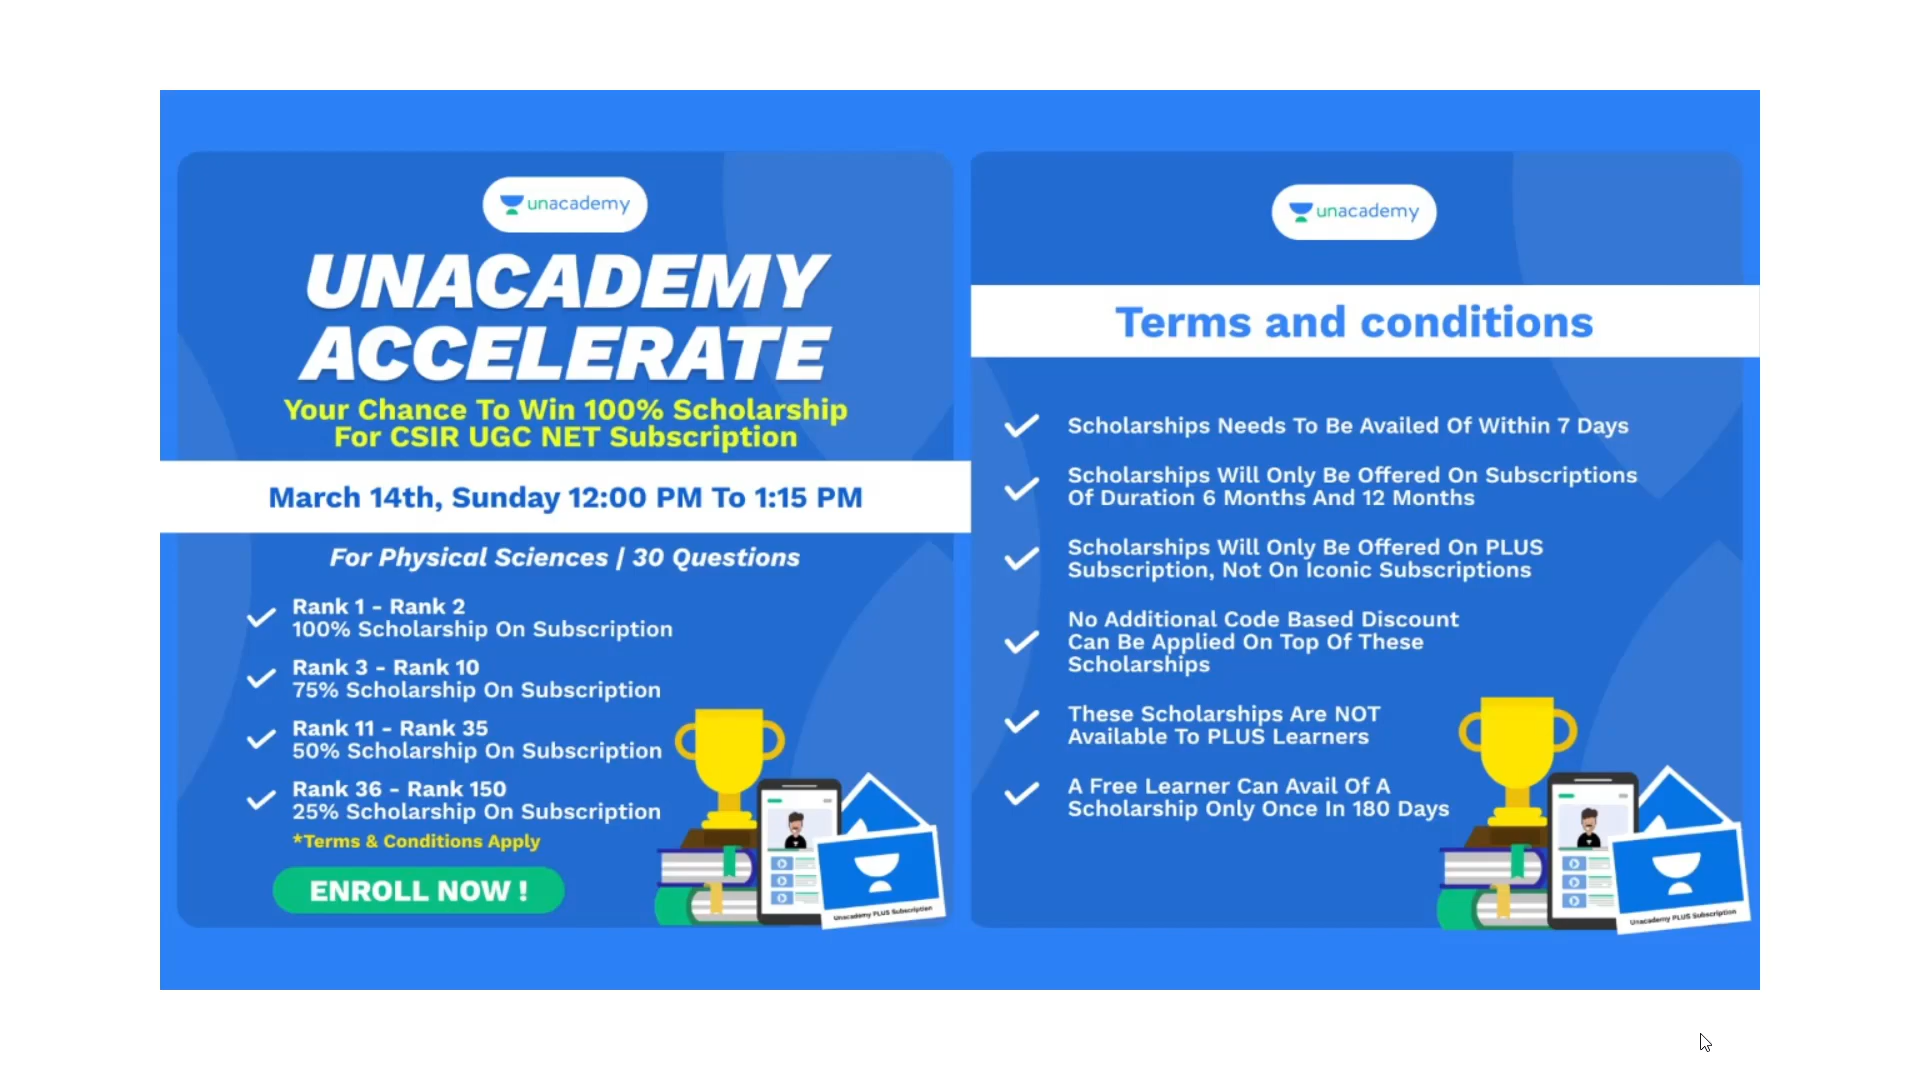 unacademy
UNACADEMY
ACCELERATE
Your Chance To Win 100% Scholarship
For CSIR UGC NET Subscription
March 14th, Sunday 12:00 PM To 1:15 PM
For Physical Sciences | 30 Questions
Rank 1 - Rank 2
100% Scholarship On Subscription
Rank 3 - Rank 10
75% Scholarship On Subscription
Rank 11 - Rank 35
50% Scholarship On Subscription
Rank 36 - Rank 150
25% Scholarship On Subscription
*Terms & Conditions Apply
ENROLL NOW !
Unacademy PLUS Subscription
unacademy
Terms and conditions
Scholarships Needs To Be Availed Of Within 7 Days
Scholarships Will Only Be Offered On Subscriptions
Of Duration 6 Months And 12 Months
Scholarships Will Only Be Offered On PLUS
Subscription, Not On Iconic Subscriptions
No Additional Code Based Discount
Can Be Applied On Top Of These
Scholarships
These Scholarships Are NOT
Available To PLUS Learners
A Free Learner Can Avail Of A
Scholarship Only Once In 180 Days
Unacademy PLUS Subscription